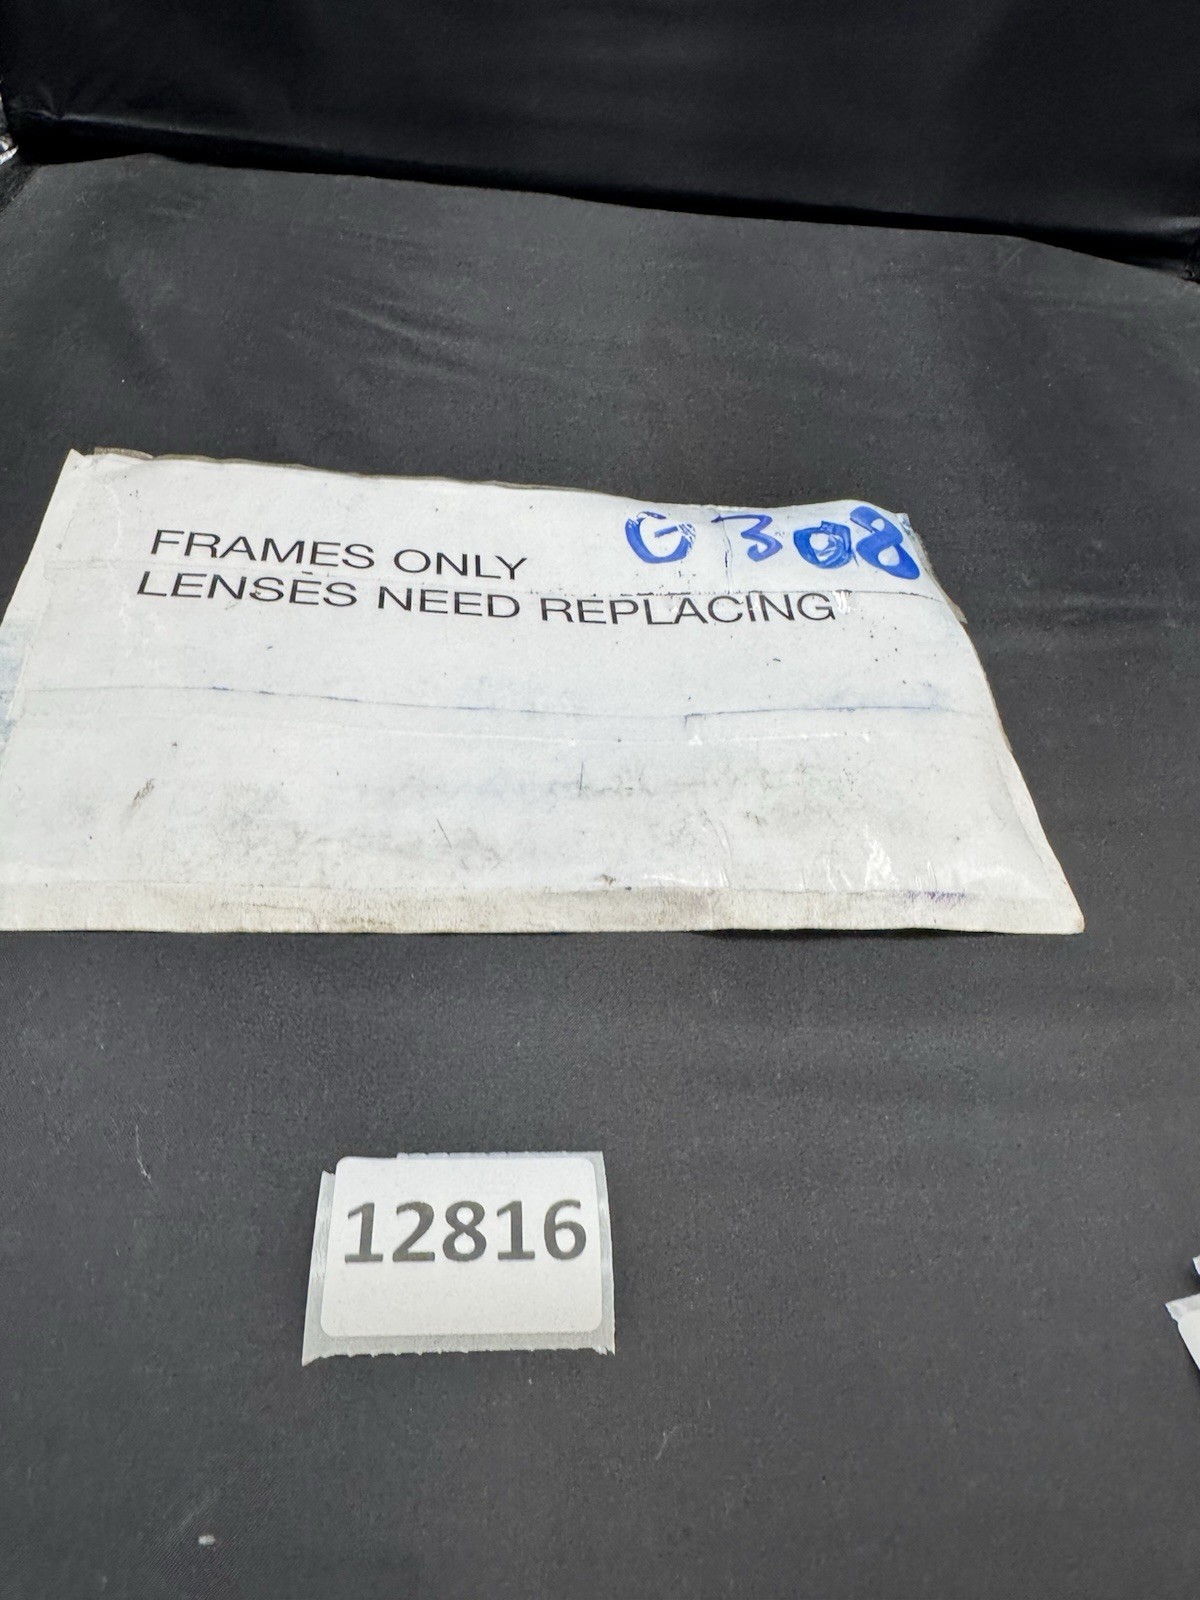 G308
FRAMES ONLY
LENSES NEED REPLACING
12816